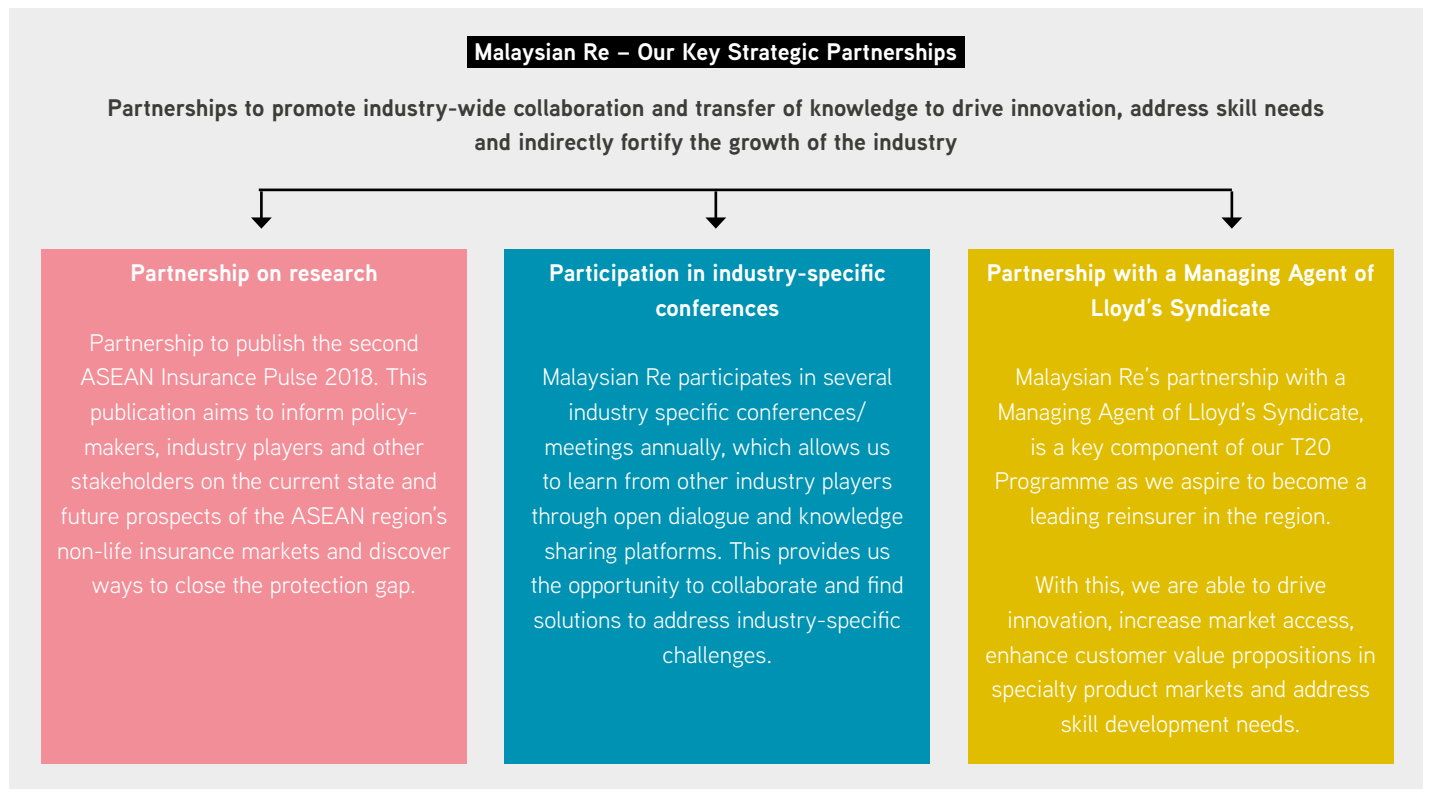 Malaysian Re – Our Key Strategic Partnerships
Partnerships to promote industry-wide collaboration and transfer of knowledge to drive innovation, address skill needs
and indirectly fortify the growth of the industry
Partnership on research
Partnership to publish the second
ASEAN Insurance Pulse 2018. This
publication aims to inform policy-
makers, industry players and other
stakeholders on the current state and
future prospects of the ASEAN region's
non-life insurance markets and discover
ways to close the protection gap.
Participation in industry-specific
conferences
Malaysian Re participates in several
industry specific conferences/
meetings annually, which allows us
to learn from other industry players
through open dialogue and knowledge
sharing platforms. This provides us
the opportunity to collaborate and find
solutions to address industry-specific
challenges.
Partnership with a Managing Agent of
Lloyd's Syndicate
Malaysian Re's partnership with a
Managing Agent of Lloyd's Syndicate,
is a key component of our T20
Programme as we aspire to become a
leading reinsurer in the region.
With this, we are able to drive
innovation, increase market access,
enhance customer value propositions in
specialty product markets and address
skill development needs.